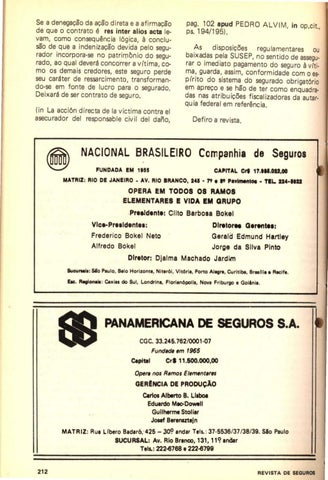 Se a denegação da ação direta e a afirmação
de que o contrato é res inter alios acta le-
vam, como consequência lógica, à conclu-
são de que a indenização devida pelo segu-
rador incorpora-se no patrimônio do segu-
rado, ao qual deverá concorrer a vítima, co-
mo os demais credores, este seguro perde
seu caráter de ressarcimento, transforman-
do-se em fonte de lucro para o segurado.
Deixará de ser contrato de seguro.
(in La acción directa de la victima contra el
asecurador del responsable civil del daño,
pag. 102 apud PEDRO ALVIM, in op,cit.,
ps. 194/195).
As disposições regulamentares ou
baixadas pela SUSEP, no sentido de assegu-
rar o imediato pagamento do seguro à víti-
ma, guarda, assim, conformidade com o es-
pírito do sistema do seguro obrigatório
em apreço e se hão de ter como enquadra-
das nas atribuições fiscalizadoras da autar-
quia federal em referência.
Defiro a revista.
NACIONAL BRASILEIRO Companhia de Seguros
FUNDADA EM 1965 CAPITAL Cr$ 17.985.022,00
MATRIZ: RIO DE JANEIRO - AV. RIO BRANCO, 245 - 7º e 8º Pavimentos - TEL.
OPERA EM TODOS OS RAMOS
ELEMENTARES E VIDA EM GRUPO
Presidente: Clito Barbosa Bokel
Vice-Presidentes:
Frederico Bokel Neto
Alfredo Bokel
Diretores Gerentes:
Gerald Edmund Hartley
Jorge da Silva Pinto
Diretor: Djalma Machado Jardim
Sucursais: São Paulo, Belo Horizonte, Niterói, Vitória, Porto Alegre, Curitiba, Brasília e Recife.
Esc. Regionais: Caxias do Sul, Londrina, Florianópolis, Nova Friburgo e Goiânia.
PANAMERICANA DE SEGUROS S.A.
CGC. 33.245.762/0001-07
Fundada em 1965
Capital Cr$ 11.500.000,00
Opera nos Ramos Elementares
GERÊNCIA DE PRODUÇÃO
Carlos Alberto B. Lisboa
Eduardo MacDowell
Guilherme Stoliar
Josef Berensztejn
MATRIZ: Rua Líbero Badaró, 425 – 30º andar Tels.: 37-5536/37/38/39. São Paulo
SUCURSAL: Av. Rio Branco, 131, 11º andar
Tels.: 222-6768 e 222-6799
212
REVISTA DE SEGUROS